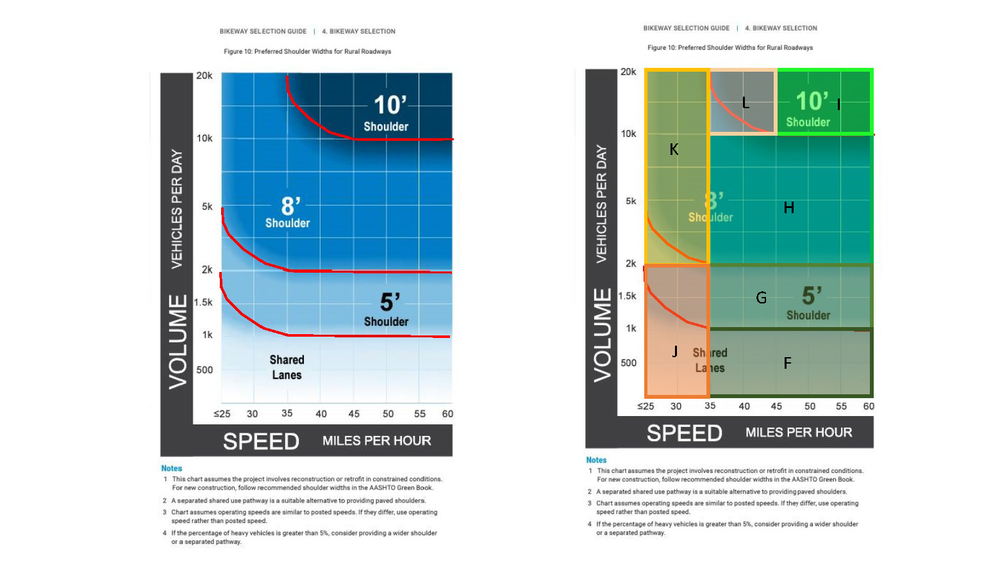 BIKEWAY SELECTION GUIDE | 4. BIKEWAY SELECTION
Figure 10: Preferred Shoulder Widths for Rural Roadways
20k
10k
5k
2k
1.5k
1k
500
VOLUME VEHICLES PER DAY
10'
Shoulder
8'
Shoulder
5'
Shoulder
Shared
Lanes
≤25 30 35 40 45 50 55 60
SPEED MILES PER HOUR
Notes
1 This chart assumes the project involves reconstruction or retrofit in constrained conditions.
For new construction, follow recommended shoulder widths in the AASHTO Green Book.
2 A separated shared use pathway is a suitable alternative to providing paved shoulders.
3 Chart assumes operating speeds are similar to posted speeds. If they differ, use operating
speed rather than posted speed.
4 If the percentage of heavy vehicles is greater than 5%, consider providing a wider shoulder
or a separated pathway.
BIKEWAY SELECTION GUIDE | 4. BIKEWAY SELECTION
Figure 10: Preferred Shoulder Widths for Rural Roadways
20k
10k
5k
2k
1.5k
1k
500
VOLUME VEHICLES PER DAY
L
10' I
Shoulder
K
8'
Shoulder
H
G 5'
Shoulder
J
Shared
Lanes
F
≤25 30 35 40 45 50 55 60
SPEED MILES PER HOUR
Notes
1 This chart assumes the project involves reconstruction or retrofit in constrained conditions.
For new construction, follow recommended shoulder widths in the AASHTO Green Book.
2 A separated shared use pathway is a suitable alternative to providing paved shoulders.
3 Chart assumes operating speeds are similar to posted speeds. If they differ, use operating
speed rather than posted speed.
4 If the percentage of heavy vehicles is greater than 5%, consider providing a wider shoulder
or a separated pathway.